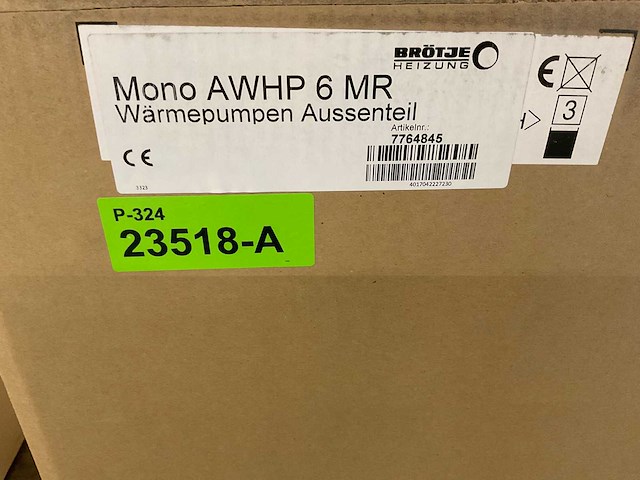 BRÖTJE
HEIZUNG
Mono AWHP 6 MR
Wärmepumpen Aussenteil
Artikelnr.:
7764845
4017042227230
CE
CE
3
P-324
23518-A